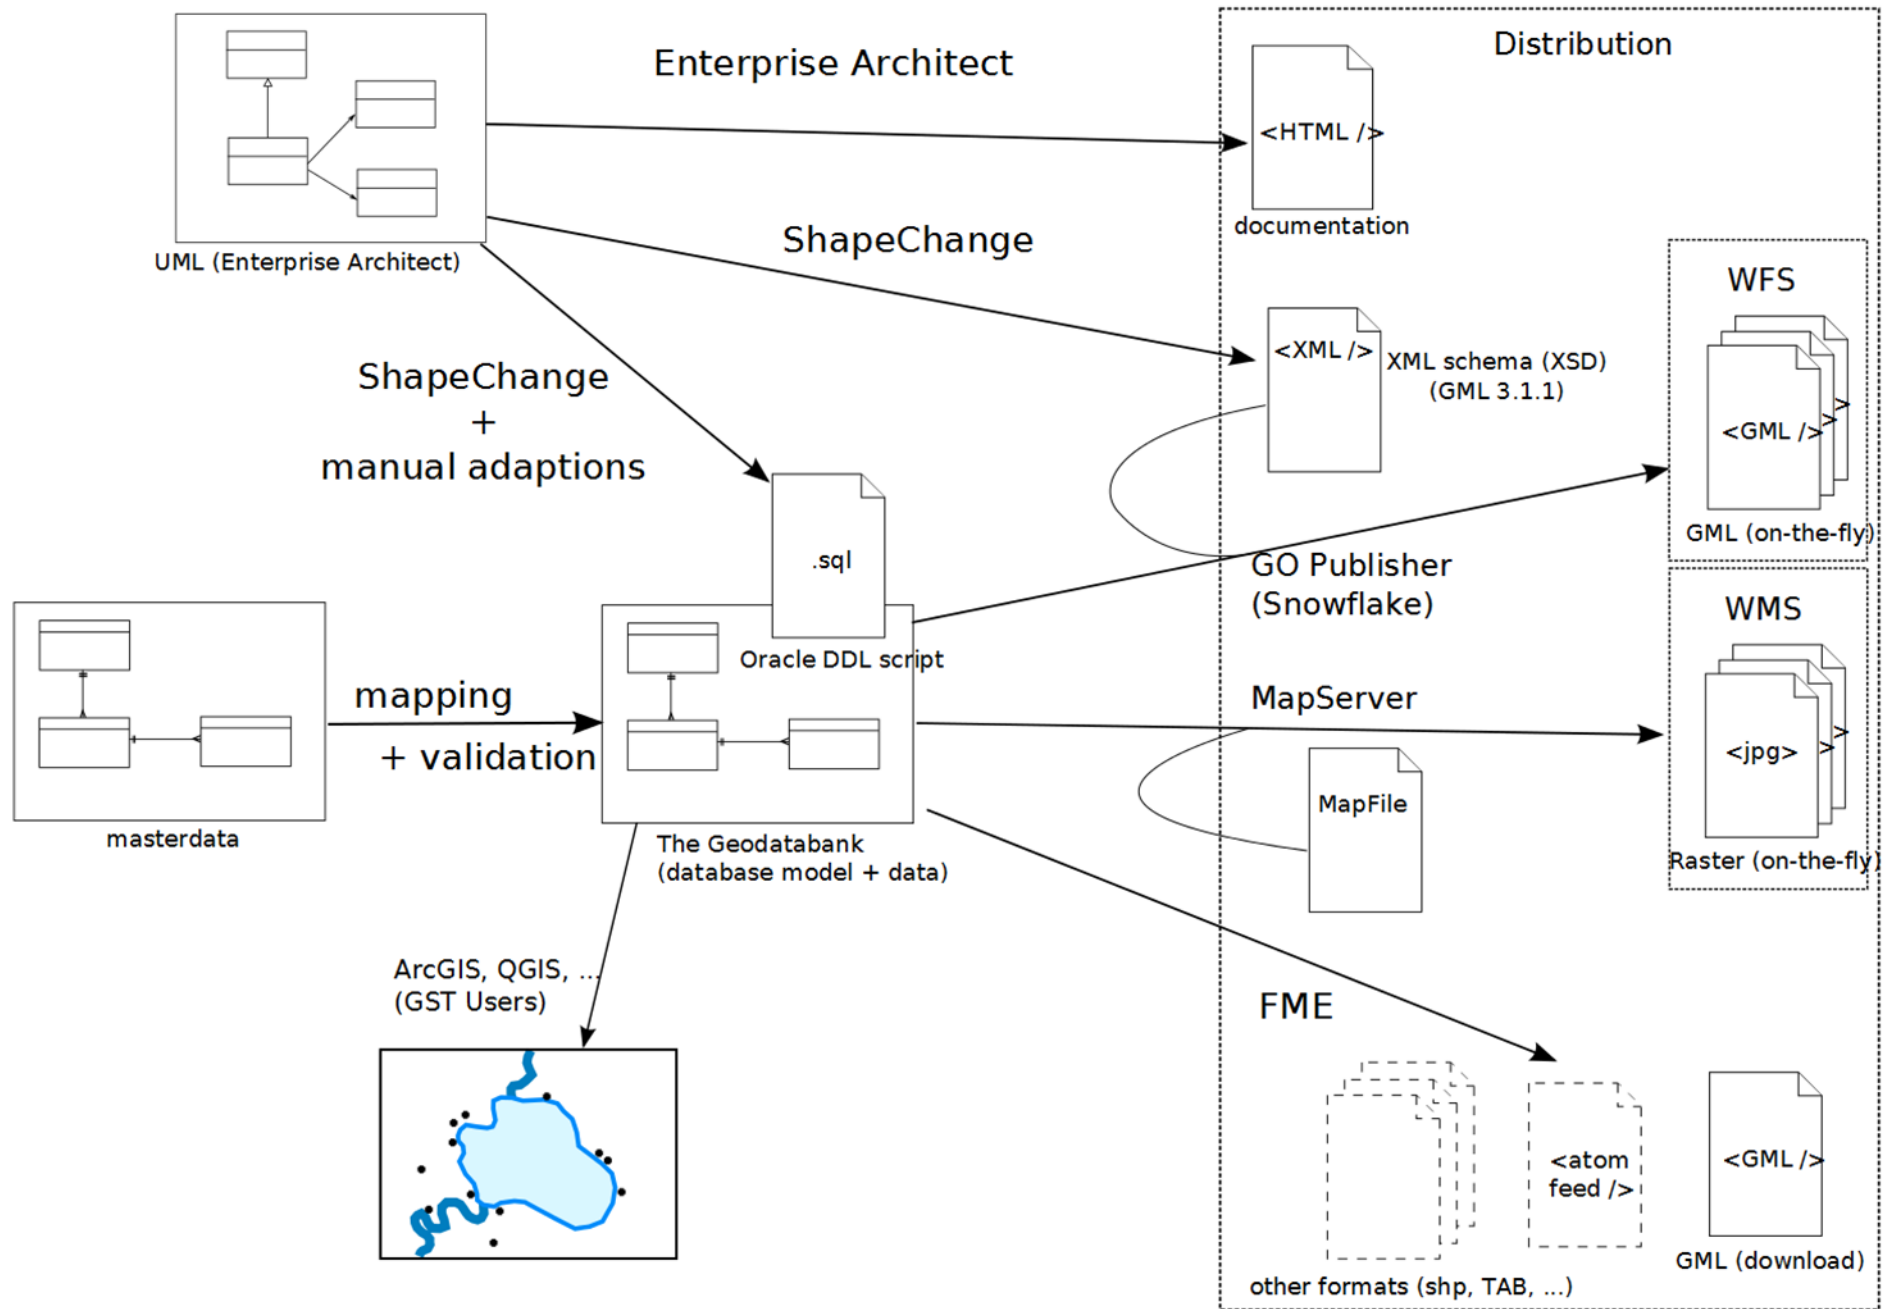 Distribution
Enterprise Architect
<HTML />
documentation
UML (Enterprise Architect)
ShapeChange
WFS
<XML />
XML schema (XSD)
(GML 3.1.1)
ShapeChange
+
manual adaptions
<GML />
>
>
GML (on-the-fly)
.sql
GO Publisher
(Snowflake)
WMS
Oracle DDL script
mapping
+ validation
MapServer
<jpg>
>
>
MapFile
masterdata
The Geodatabank
(database model + data)
Raster (on-the-fly)
ArcGIS, QGIS, ...
(GST Users)
FME
<atom
feed />
<GML />
GML (download)
other formats (shp, TAB, ...)